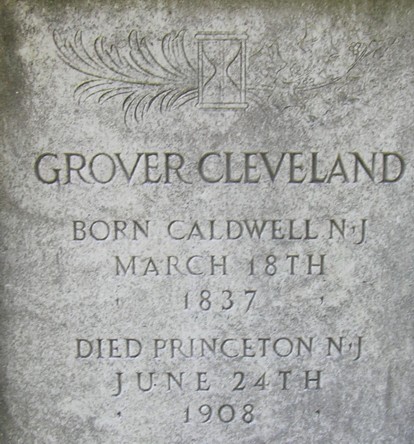 GROVER CLEVELAND
BORN CALDWELL N·J
MARCH 18TH
· 1837 ·
DIED PRINCETON N·J
JUNE 24TH
· 1908 ·